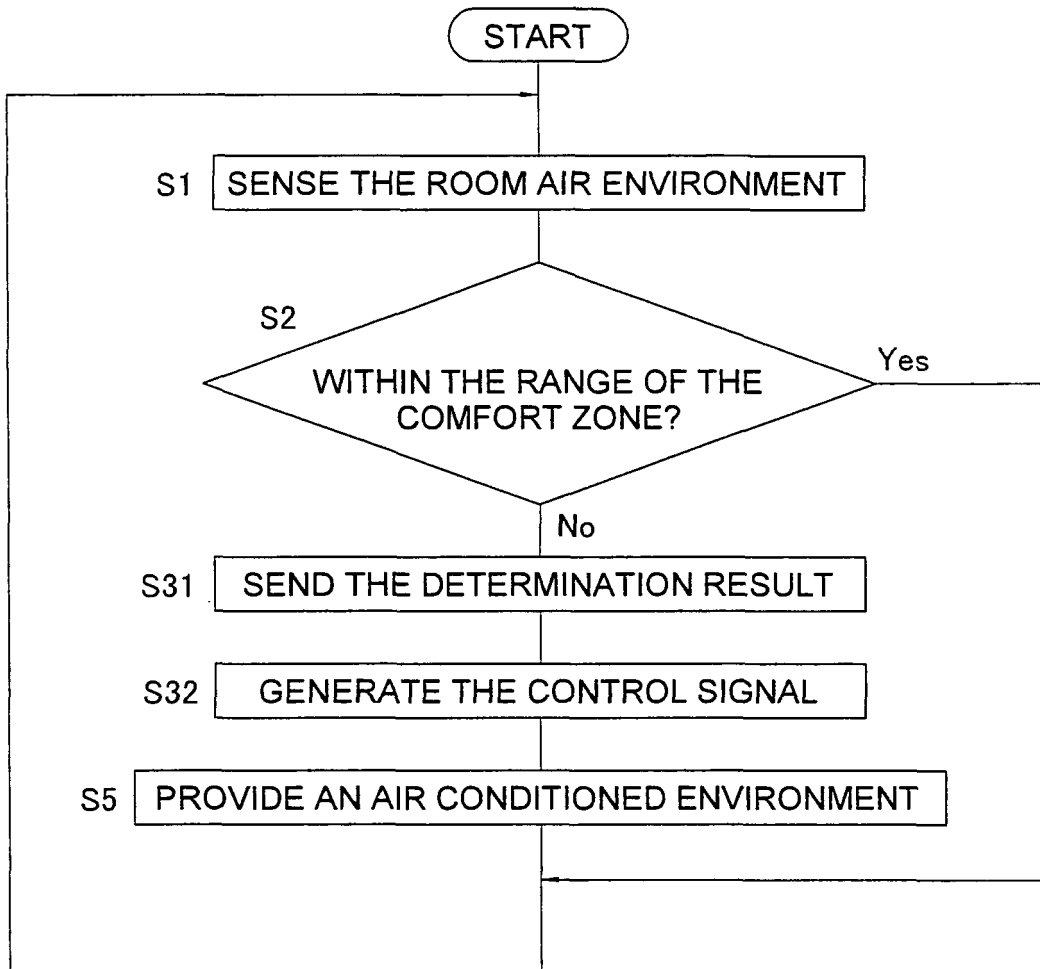 START
S1 SENSE THE ROOM AIR ENVIRONMENT
S2
WITHIN THE RANGE OF THE
COMFORT ZONE?
Yes
No
S31 SEND THE DETERMINATION RESULT
S32 GENERATE THE CONTROL SIGNAL
S5 PROVIDE AN AIR CONDITIONED ENVIRONMENT